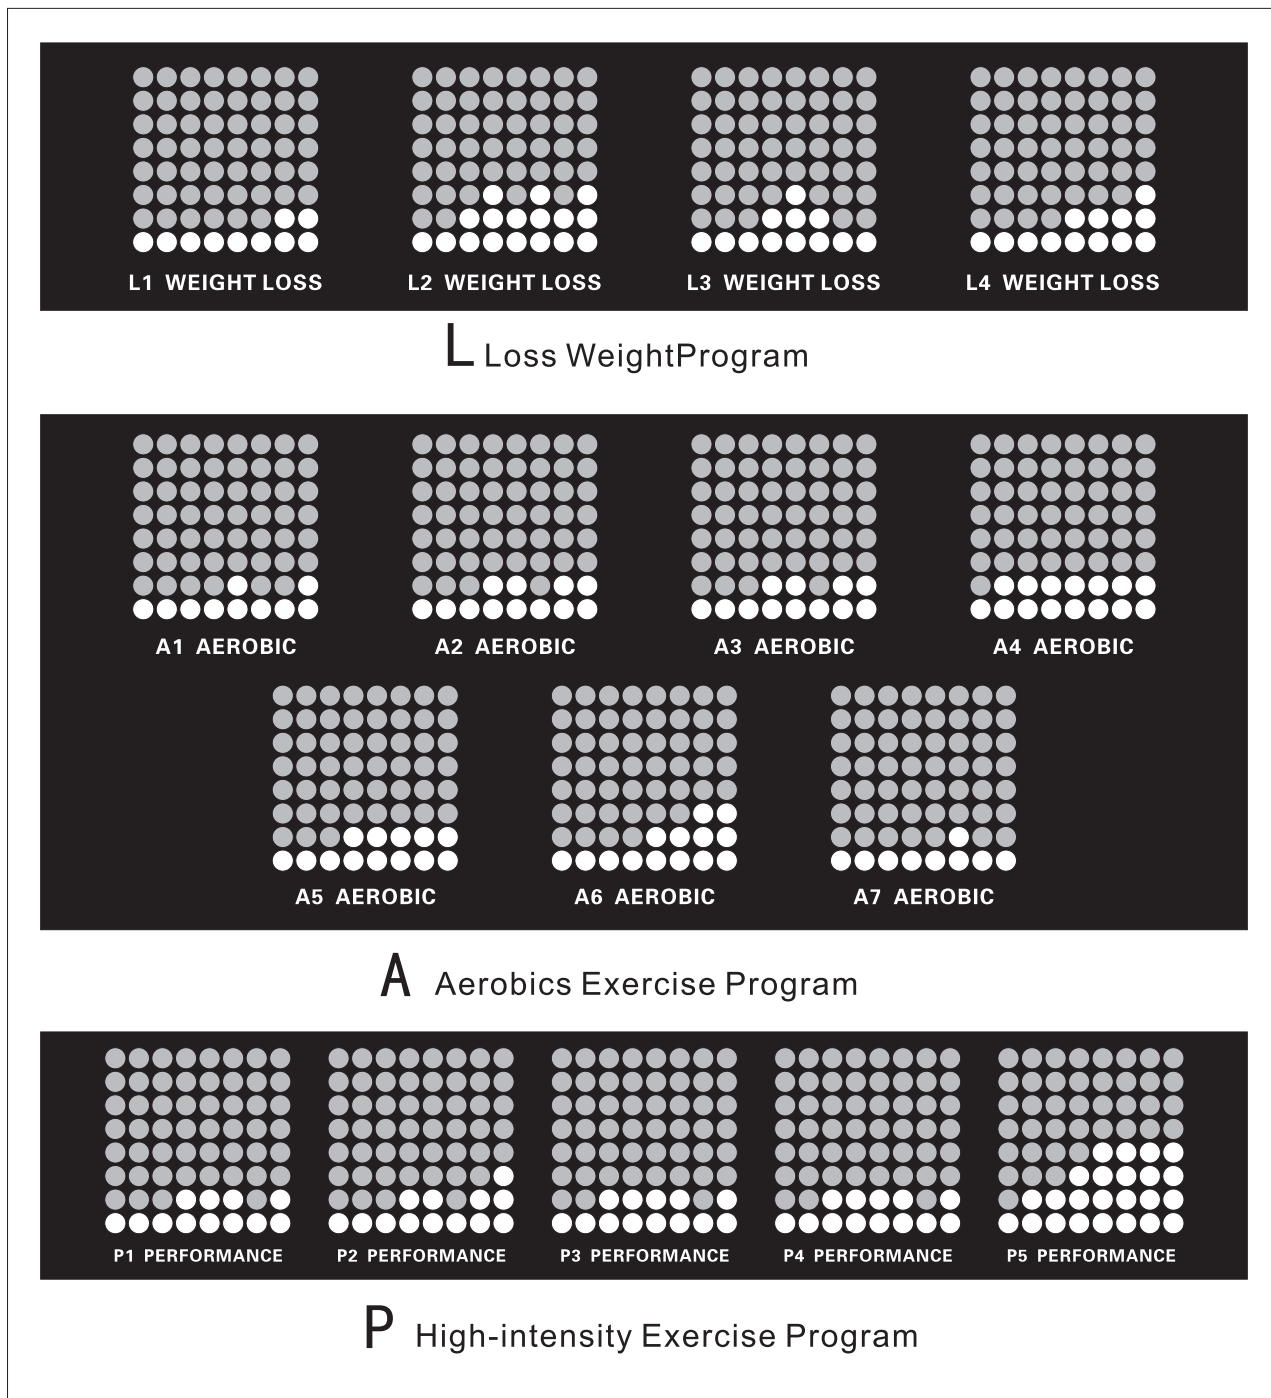 L1 WEIGHT LOSS L2 WEIGHT LOSS L3 WEIGHT LOSS L4 WEIGHT LOSS
L Loss WeightProgram
A1 AEROBIC A2 AEROBIC A3 AEROBIC A4 AEROBIC
A5 AEROBIC A6 AEROBIC A7 AEROBIC
A Aerobics Exercise Program
P1 PERFORMANCE P2 PERFORMANCE P3 PERFORMANCE P4 PERFORMANCE P5 PERFORMANCE
P High-intensity Exercise Program